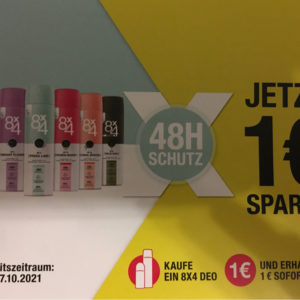 JETZ
1€
SPAR
48H
SCHUTZ
8x4
8x4
8x4
8x4
8x4
itszeitraum:
7.10.2021
KAUFE
EIN 8X4 DEO
1€
UND ERHÄ
1 € SOFOR